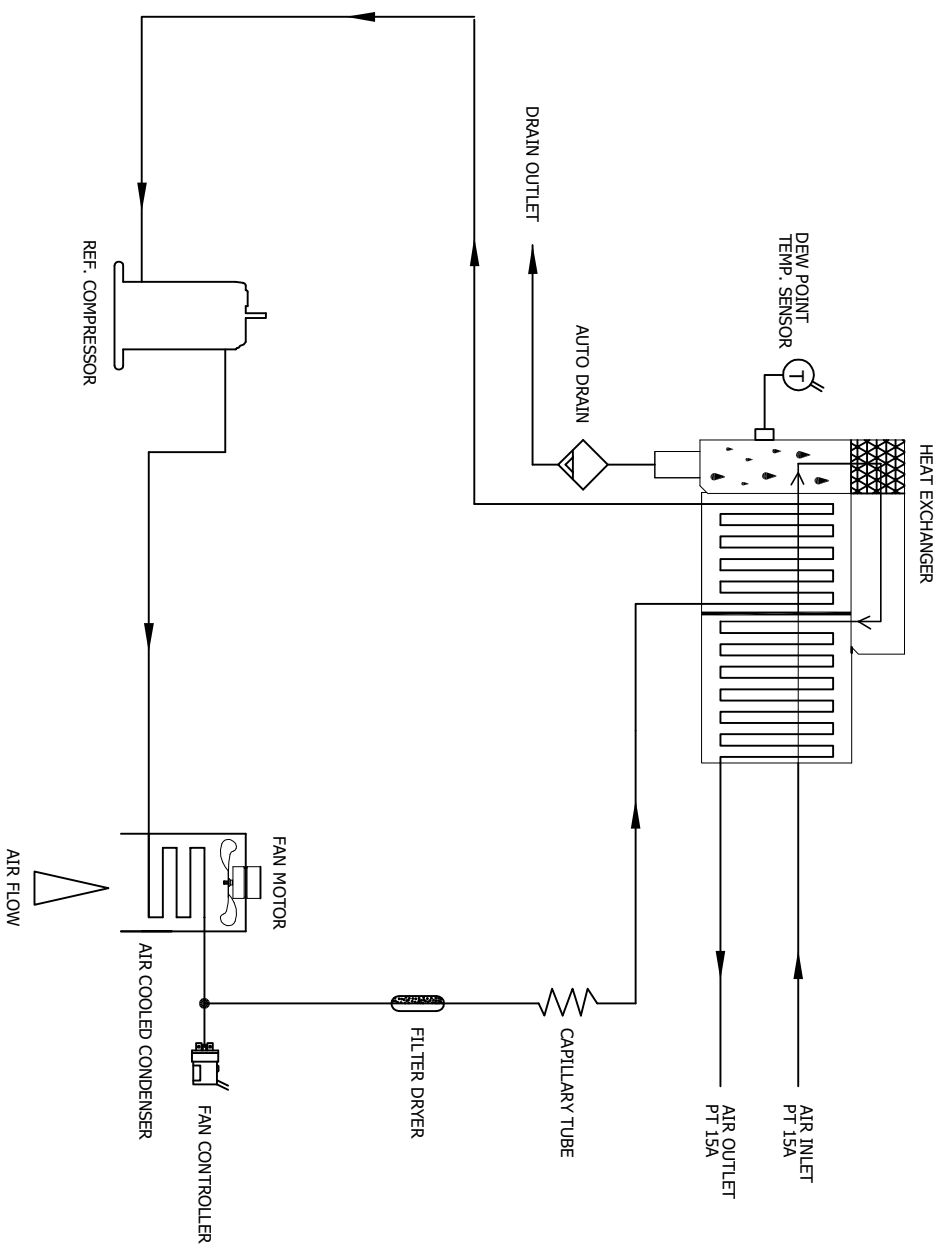 HEAT EXCHANGER
DEW POINT
TEMP. SENSOR
T
AIR INLET
PT 15A
AIR OUTLET
PT 15A
AUTO DRAIN
DRAIN OUTLET
CAPILLARY TUBE
FILTER DRYER
FAN MOTOR
FAN CONTROLLER
REF. COMPRESSOR
AIR COOLED CONDENSER
AIR FLOW